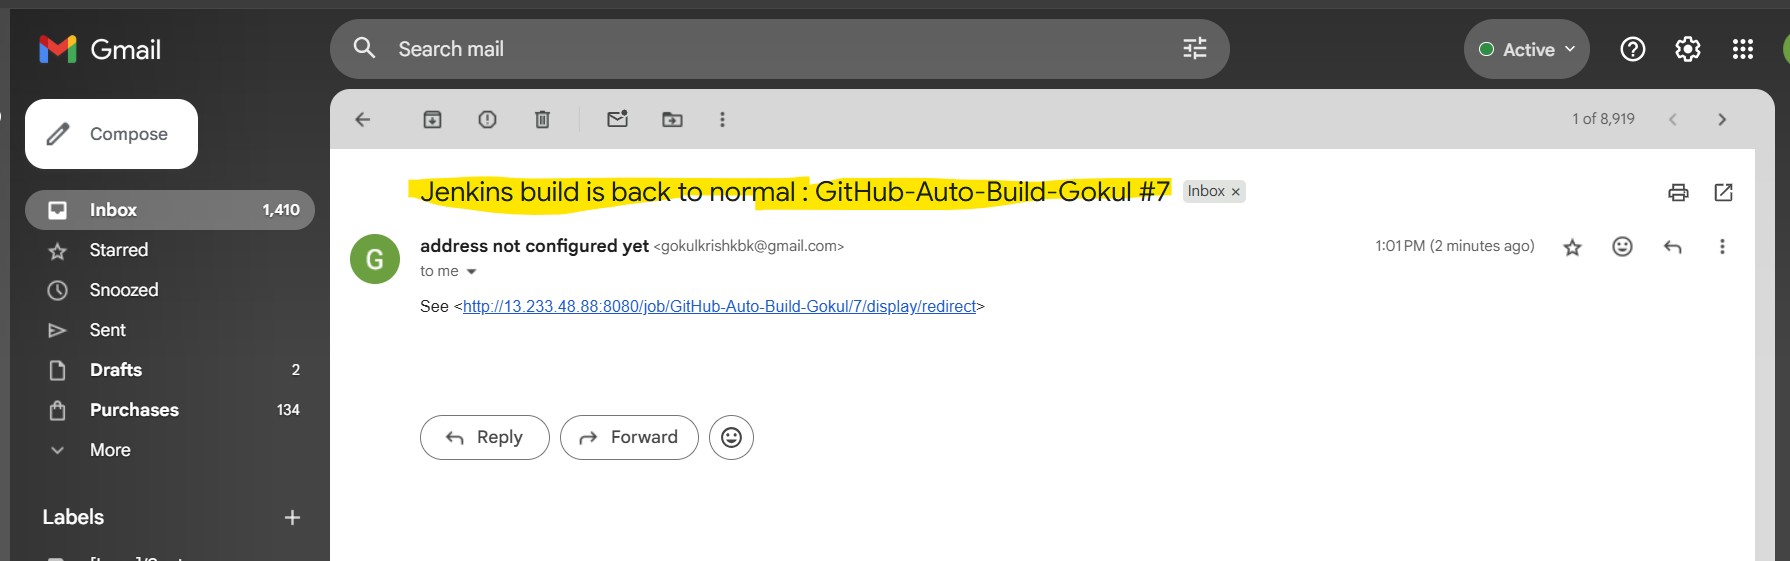 Gmail
Search mail
Active
Compose
1 of 8,919
Inbox 1,410
Starred
Snoozed
Sent
Drafts 2
Purchases 134
More
Labels
Jenkins build is back to normal : GitHub-Auto-Build-Gokul #7 Inbox ×
address not configured yet <gokulkrishkbk@gmail.com> 1:01 PM (2 minutes ago)
G
to me
See <http://13.233.48.88:8080/job/GitHub-Auto-Build-Gokul/7/display/redirect>
Reply Forward